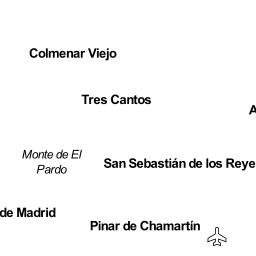 Colmenar Viejo
Tres Cantos
A
Monte de El
Pardo
San Sebastián de los Reye
de Madrid
Pinar de Chamartín